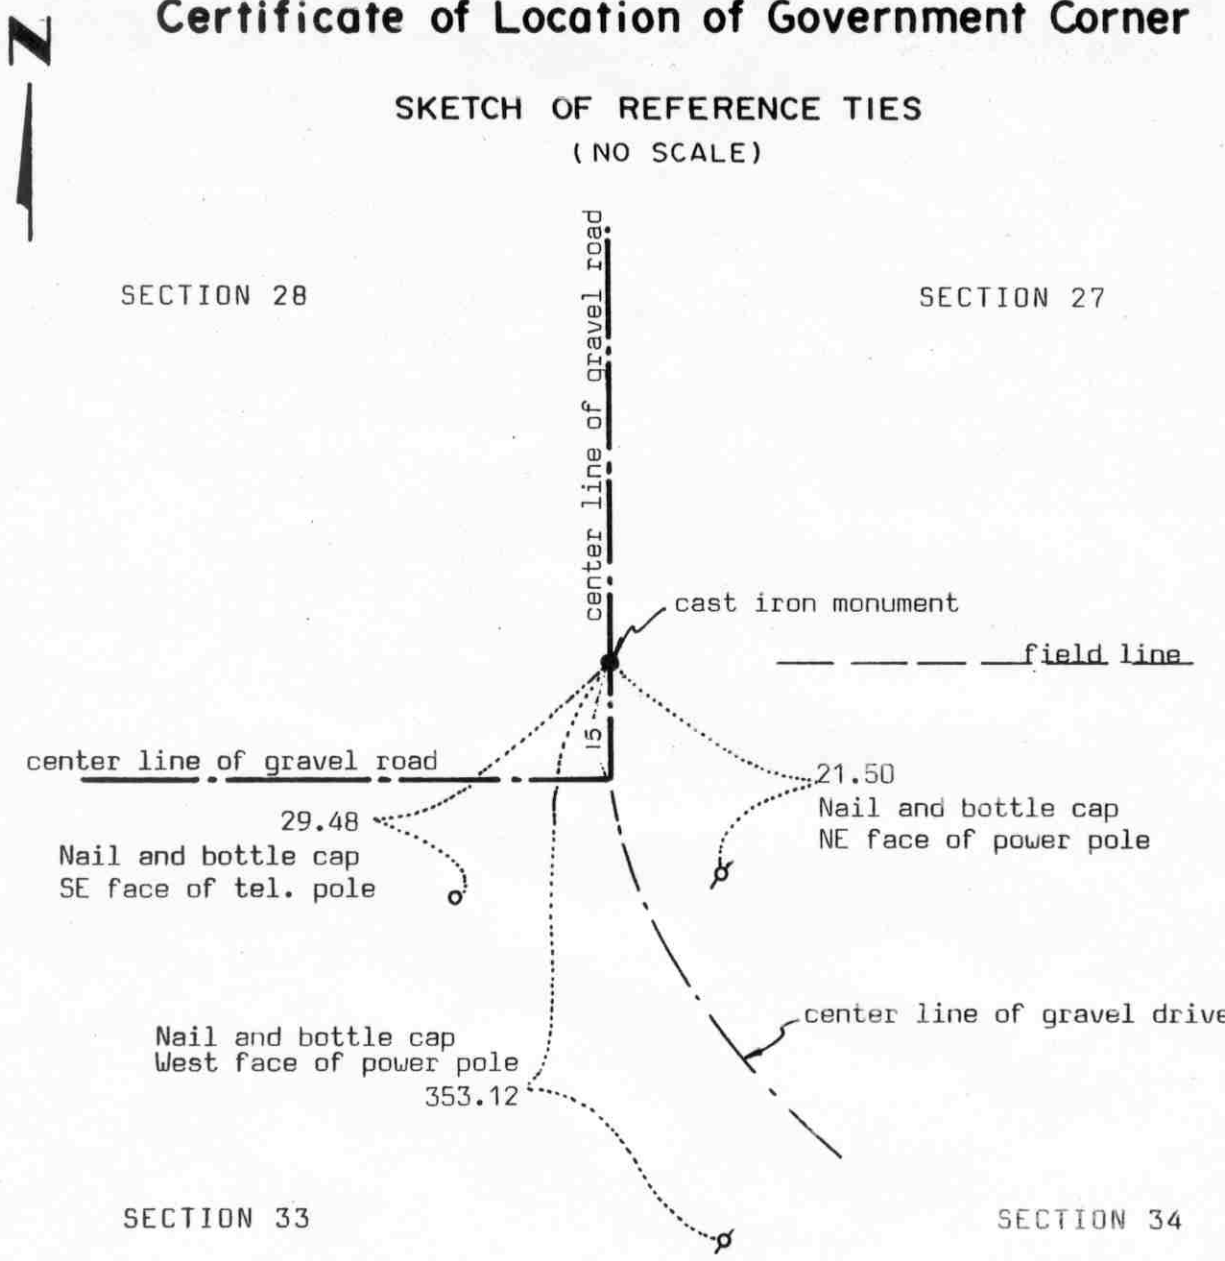 N
Certificate of Location of Government Corner
SKETCH OF REFERENCE TIES
(NO SCALE)
SECTION 28
SECTION 27
center line of gravel road
cast iron monument
field line
15
center line of gravel road
29.48
Nail and bottle cap
SE face of tel. pole
21.50
Nail and bottle cap
NE face of power pole
center line of gravel drive
Nail and bottle cap
West face of power pole
353.12
SECTION 33
SECTION 34